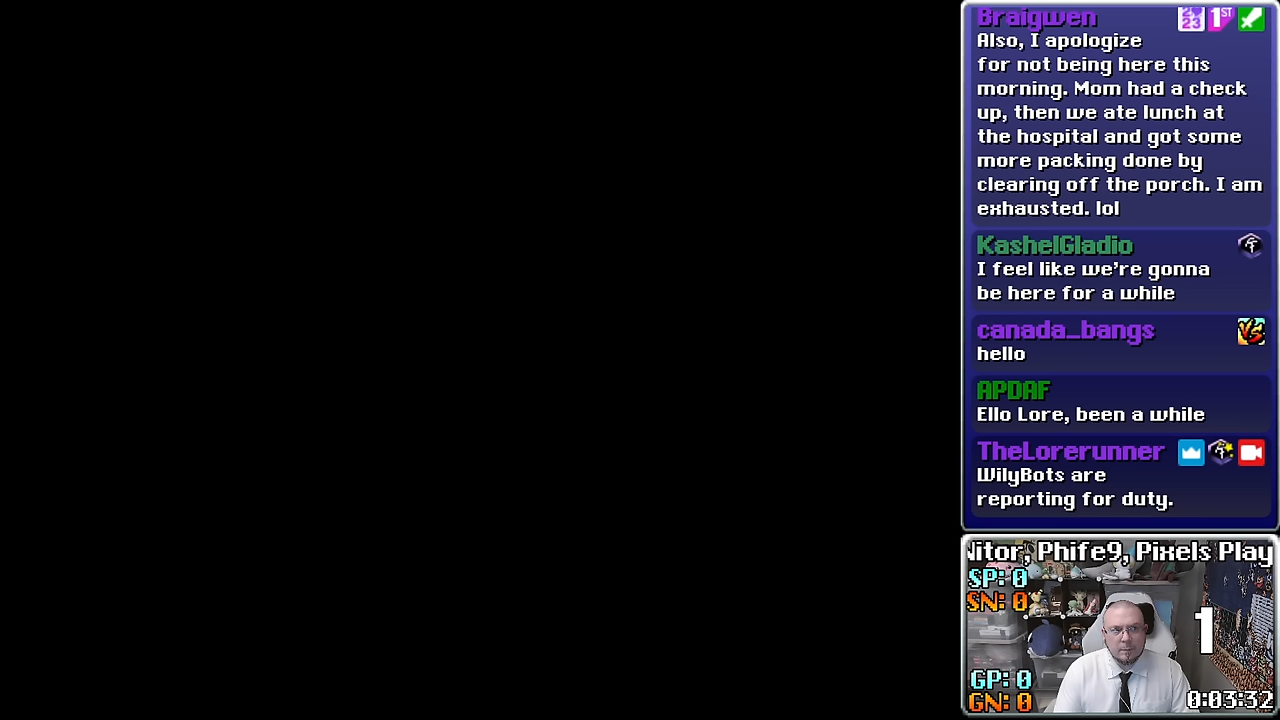 Braigwen
Also, I apologize
for not being here this
morning. Mom had a check
up, then we ate lunch at
the hospital and got some
more packing done by
clearing off the porch. I am
exhausted. lol
KashelGladio
I feel like we're gonna
be here for a while
canada_bangs
hello
APDAF
Ello Lore, been a while
TheLorerunner
WilyBots are
reporting for duty.
Nitor, Phife9, Pixels Play
SP: 0
SN: 0
1
GP: 0
GN: 0
0:03:32